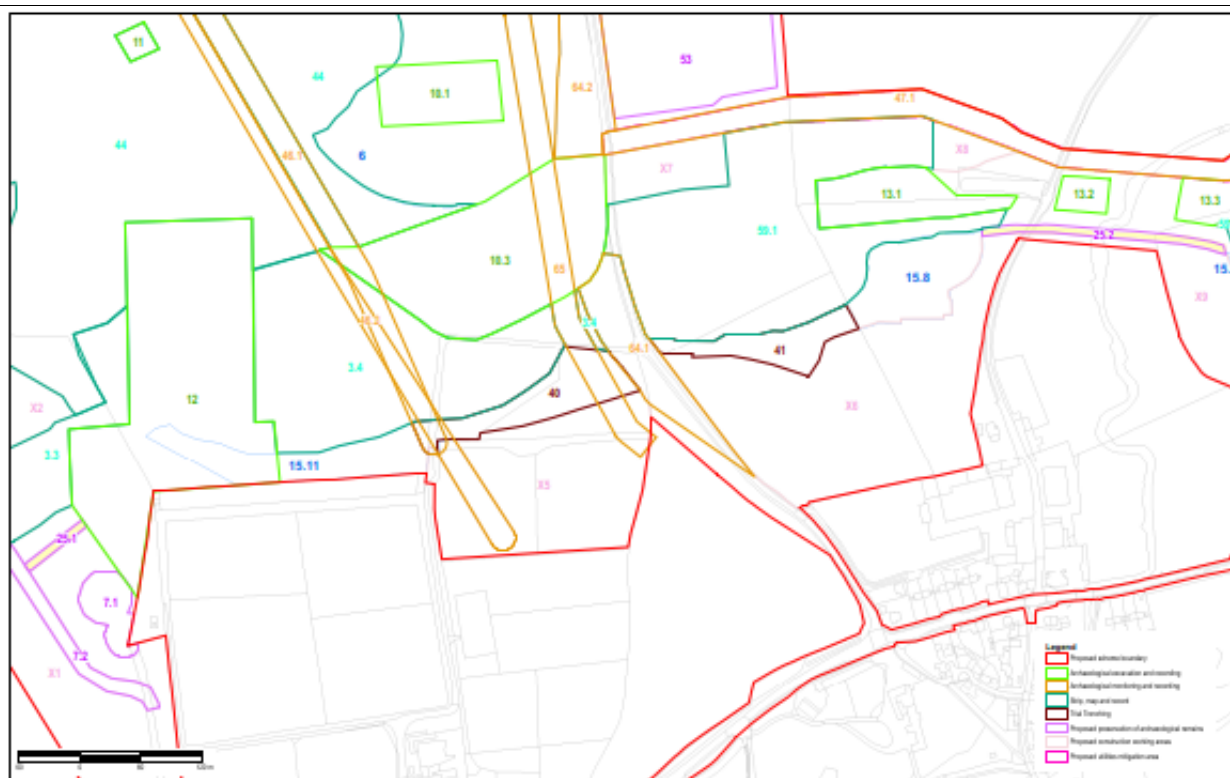 11
44
53
10.1
64.2
47.1
44
46.1
6
X7
X8
13.1
13.2
13.3
59.1
25.2
10.3
65
15.8
15.
X9
46.2
3.4
64.1
41
3.4
X2
12
40
X6
3.3
15.11
X5
25.1
7.1
7.2
X1
Legend
Proposed scheme boundary
Archaeological excavation and recording
Archaeological monitoring and recording
Strip, map and record
Trial Trenching
Proposed preservation of archaeological remains
Proposed construction working areas
Proposed utilities mitigation area
0